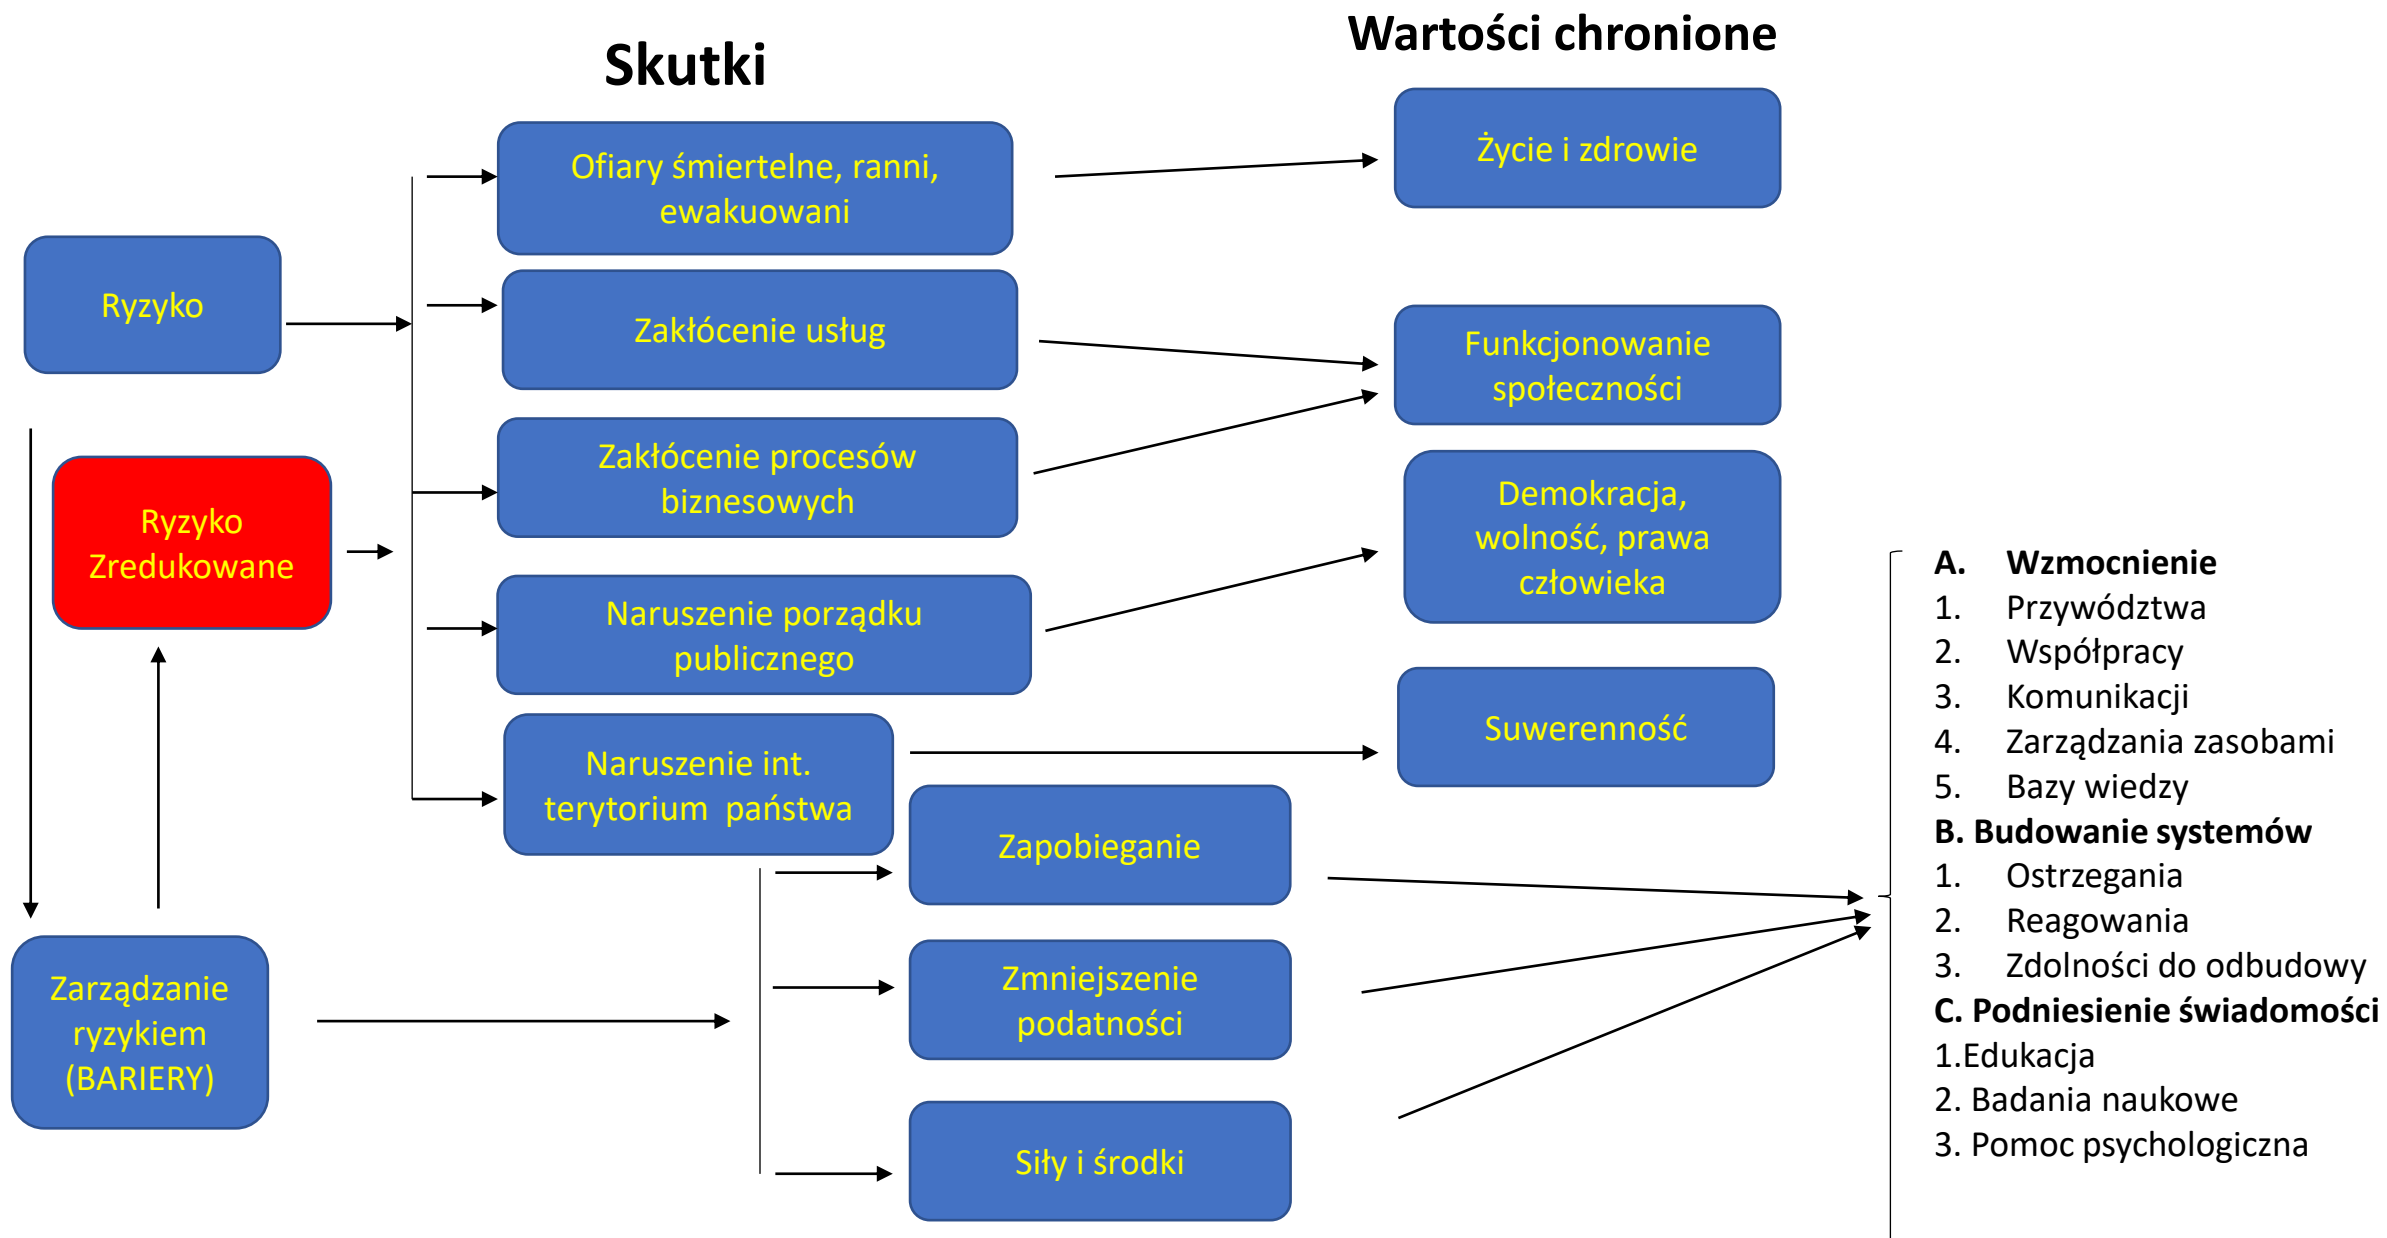 Skutki
Wartości chronione
Ofiary śmiertelne, ranni,
ewakuowani
Życie i zdrowie
Ryzyko
Zakłócenie usług
Funkcjonowanie
społeczności
Zakłócenie procesów
biznesowych
Ryzyko
Zredukowane
Demokracja,
wolność, prawa
człowieka
Naruszenie porządku
publicznego
Suwerenność
Naruszenie int.
terytorium państwa
Zapobieganie
Zarządzanie
ryzykiem
(BARIERY)
Zmniejszenie
podatności
Siły i środki
A. Wzmocnienie
1. Przywództwa
2. Współpracy
3. Komunikacji
4. Zarządzania zasobami
5. Bazy wiedzy
B. Budowanie systemów
1. Ostrzegania
2. Reagowania
3. Zdolności do odbudowy
C. Podniesienie świadomości
1.Edukacja
2. Badania naukowe
3. Pomoc psychologiczna